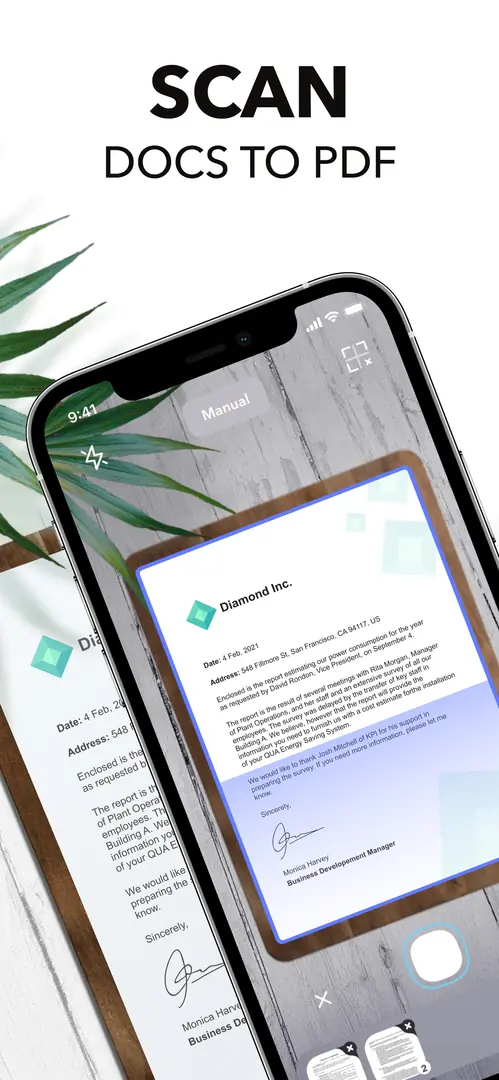 SCAN
DOCS TO PDF
9:41
Manual
Diamond Inc.
Date: 4 Feb, 2021
Address: 548 Fillmore St, San Francisco, CA 94117, US
Enclosed is the report estimating our power consumption for the year
as requested by David Rondon, Vice President, on September 4.
The report is the result of several meetings with Rita Morgan, Manager
of Plant Operations, and her staff and an extensive survey of all our
employees. The survey was delayed by the transfer of key staff in
Building A. We believe, however that the report will provide the
information you need to furnish us with a cost estimate forthe installation
of your QUA Energy Saving System.
We would like to thank Josh Mitchell of KPI for his support in
preparing the survey. If you need more information, please let me
know.
Sincerely,
Monica Harvey
Business Developement Manager
2
Date: 4 Feb, 20
Address: 548 F
Enclosed is the
as requested b
The report is the
of Plant Opera
employees. The
Building A. We
information you
of your QUA E
We would like
preparing the
know.
Sincerely,
Monica Harve
Business De